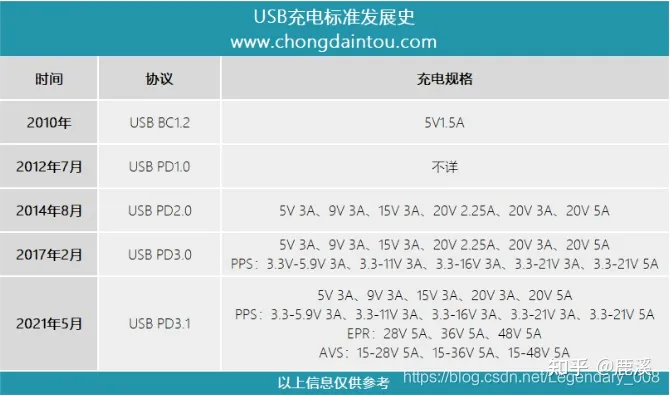 USB充电标准发展史
www.chongdaintou.com
时间 协议 充电规格
2010年 USB BC1.2 5V1.5A
2012年7月 USB PD1.0 不详
2014年8月 USB PD2.0 5V 3A、9V 3A、15V 3A、20V 2.25A、20V 3A、20V 5A
2017年2月 USB PD3.0 5V 3A、9V 3A、15V 3A、20V 2.25A、20V 3A、20V 5A
PPS：3.3V-5.9V 3A、3.3-11V 3A、3.3-16V 3A、3.3-21V 3A、3.3-21V 5A
2021年5月 USB PD3.1 5V 3A、9V 3A、15V 3A、20V 3A、20V 5A
PPS：3.3-5.9V 3A、3.3-11V 3A、3.3-16V 3A、3.3-21V 3A、3.3-21V 5A
EPR：28V 5A、36V 5A、48V 5A
AVS：15-28V 5A、15-36V 5A、15-48V 5A
知乎 @鹿溪
以上信息仅供参考
https://blog.csdn.net/Legendary_008